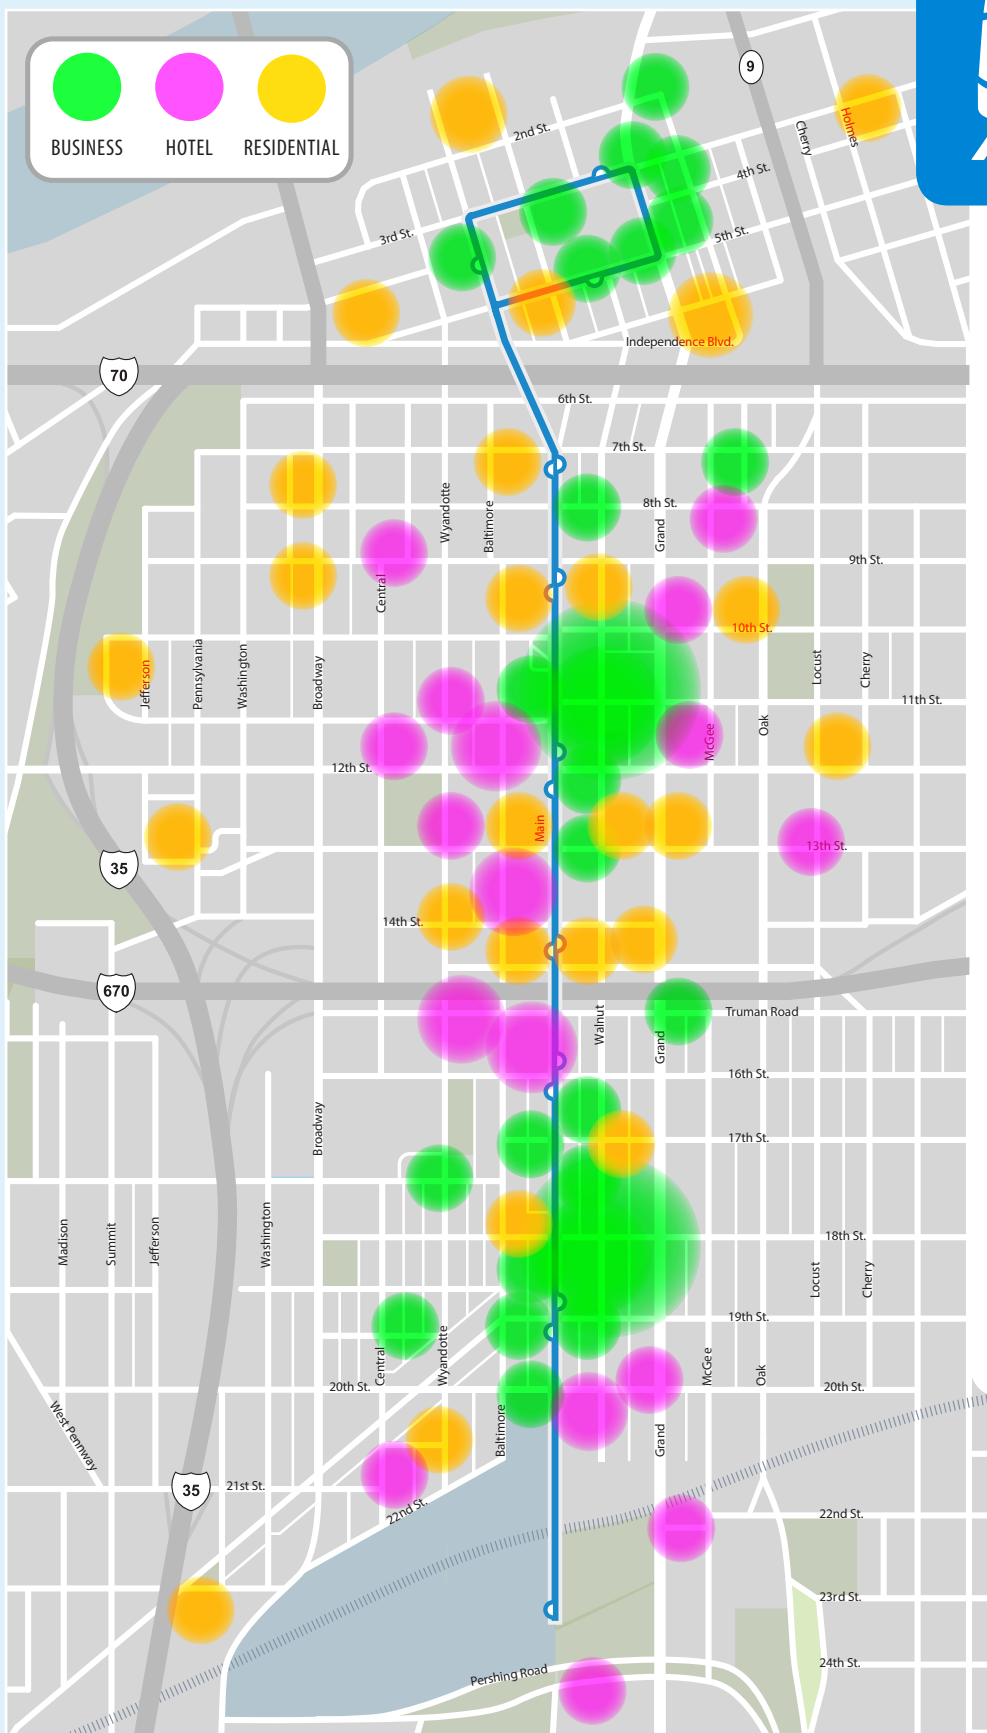 BUSINESS
HOTEL
RESIDENTIAL
9
2nd St.
Cherry
Holmes
4th St.
3rd St.
5th St.
Independence Blvd.
70
6th St.
7th St.
Wyandotte
Baltimore
8th St.
Grand
9th St.
Central
10th St.
Jefferson
Pennsylvania
Washington
Broadway
Locust
Cherry
11th St.
McGee
Oak
12th St.
Main
13th St.
35
14th St.
670
Walnut
Grand
Truman Road
16th St.
Broadway
17th St.
Madison
Summit
Jefferson
Washington
18th St.
Locust
Cherry
19th St.
Central
Wyandotte
McGee
Oak
20th St.
20th St.
West Pennway
Baltimore
Grand
35
21st St.
22nd St.
22nd St.
23rd St.
Pershing Road
24th St.